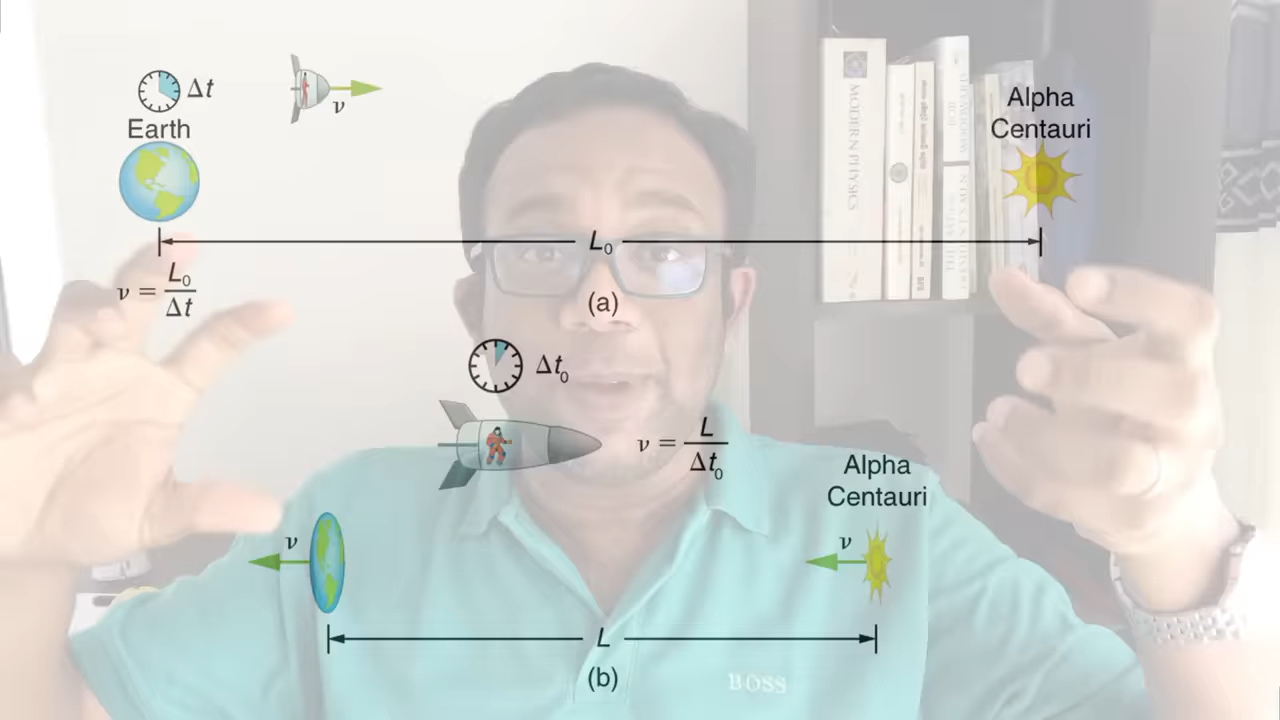 Δt
v
Earth
Alpha
Centauri
L₀
v = L₀/Δt
(a)
Δt₀
v = L/Δt₀
Alpha
Centauri
v
v
L
(b)
MODERN PHYSICS
BOSS